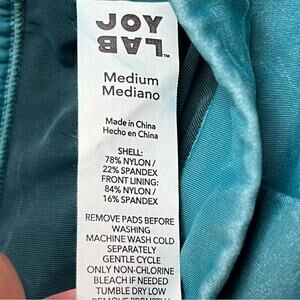 JOY
LAB™
Medium
Mediano
Made in China
Hecho en China
SHELL:
78% NYLON /
22% SPANDEX
FRONT LINING:
84% NYLON /
16% SPANDEX
REMOVE PADS BEFORE
WASHING
MACHINE WASH COLD
SEPARATELY
GENTLE CYCLE
ONLY NON-CHLORINE
BLEACH IF NEEDED
TUMBLE DRY LOW